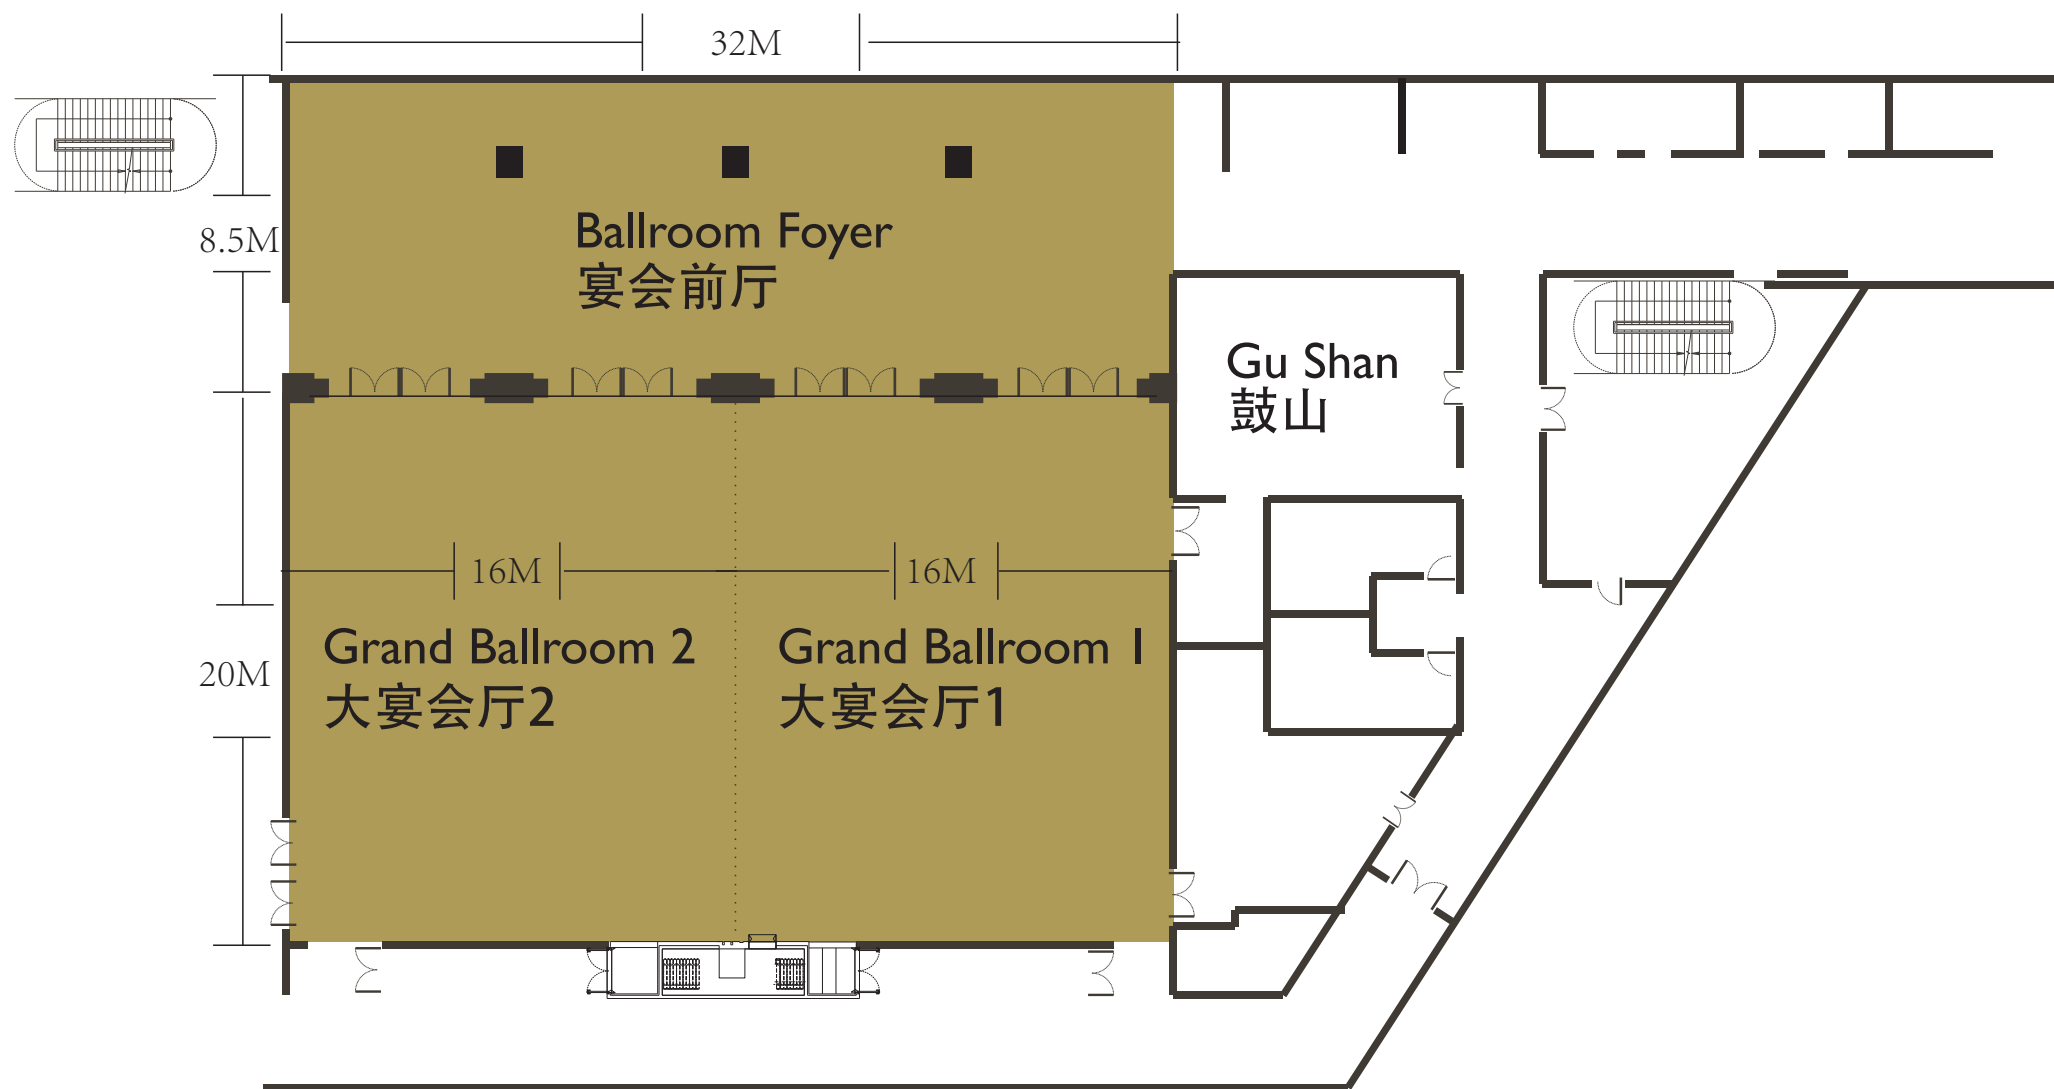 32M
8.5M
Ballroom Foyer
宴会前厅
Gu Shan
鼓山
16M
16M
20M
Grand Ballroom 2
大宴会厅2
Grand Ballroom 1
大宴会厅1